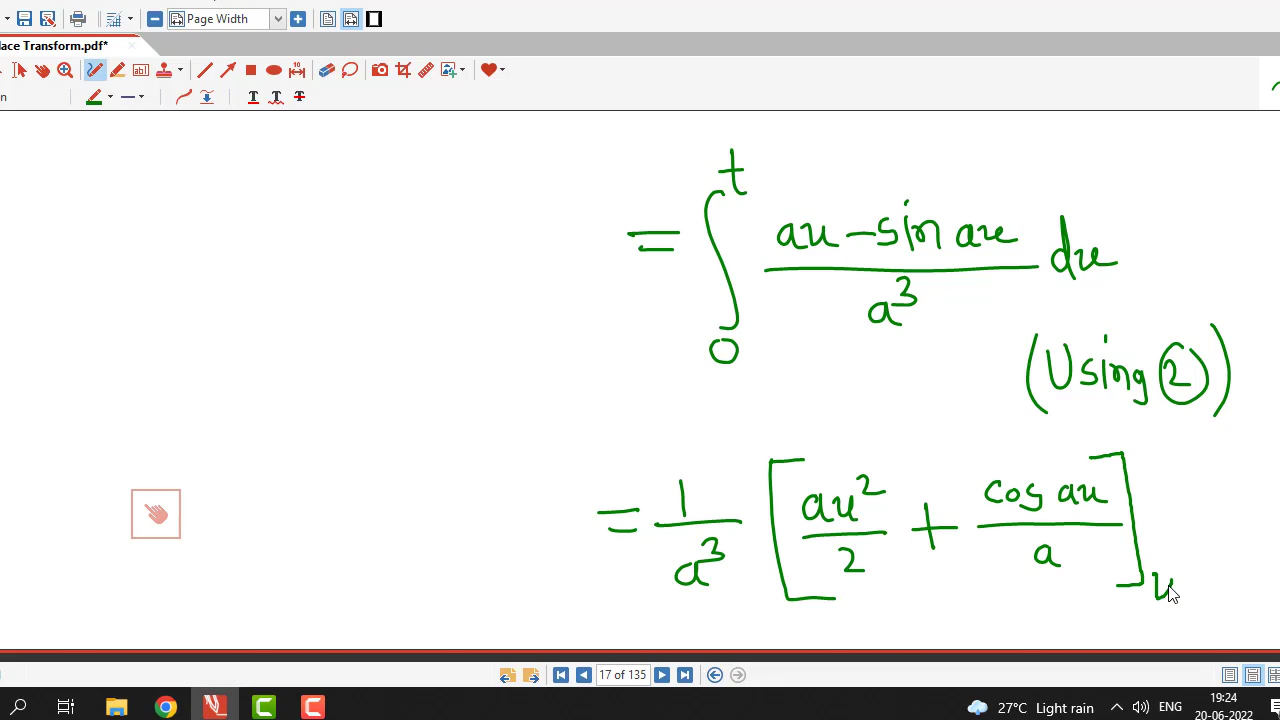 Page Width
lace Transform.pdf*
n
= ∫₀ᵗ (au − sin au)/a³ du
(Using ②)
= 1/a³ [au²/2 + cos au/a]u
17 of 135
27°C Light rain
ENG
19:24
20-06-2022